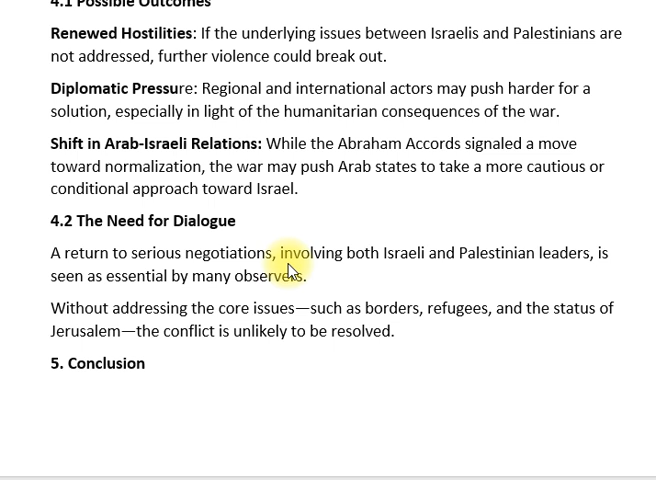 4.1 Possible Outcomes
Renewed Hostilities: If the underlying issues between Israelis and Palestinians are
not addressed, further violence could break out.
Diplomatic Pressure: Regional and international actors may push harder for a
solution, especially in light of the humanitarian consequences of the war.
Shift in Arab-Israeli Relations: While the Abraham Accords signaled a move
toward normalization, the war may push Arab states to take a more cautious or
conditional approach toward Israel.
4.2 The Need for Dialogue
A return to serious negotiations, involving both Israeli and Palestinian leaders, is
seen as essential by many observers.
Without addressing the core issues—such as borders, refugees, and the status of
Jerusalem—the conflict is unlikely to be resolved.
5. Conclusion